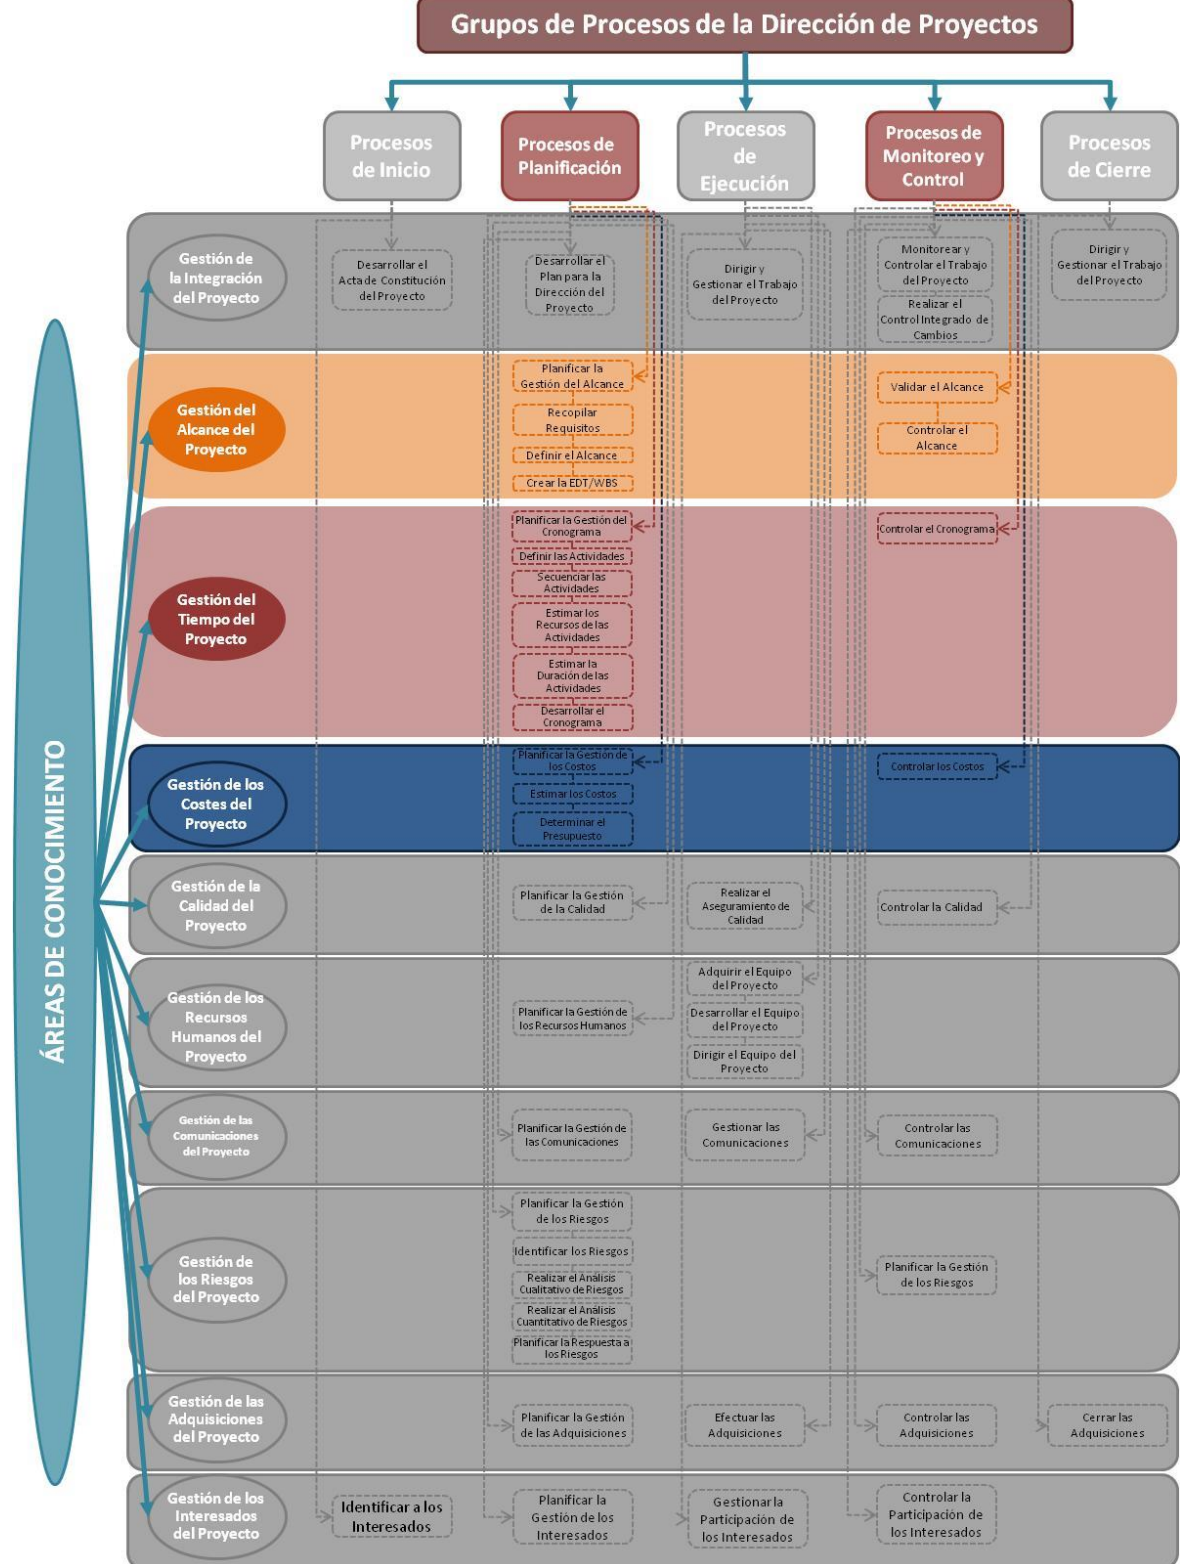 Grupos de Procesos de la Dirección de Proyectos
Procesos
de Inicio
Procesos de
Planificación
Procesos
de
Ejecución
Procesos de
Monitoreo y
Control
Procesos
de Cierre
ÁREAS DE CONOCIMIENTO
Gestión de
la Integración
del Proyecto
Desarrollar el
Acta de Constitución
del Proyecto
Desarrollar el
Plan para la
Dirección del
Proyecto
Dirigir y
Gestionar el Trabajo
del Proyecto
Monitorear y
Controlar el Trabajo
del Proyecto
Realizar el
Control Integrado de
Cambios
Dirigir y
Gestionar el Trabajo
del Proyecto
Gestión del
Alcance del
Proyecto
Planificar la
Gestión del Alcance
Recopilar
Requisitos
Definir el Alcance
Crear la EDT/WBS
Validar el Alcance
Controlar el
Alcance
Gestión del
Tiempo del
Proyecto
Planificar la Gestión del
Cronograma
Definir las Actividades
Secuenciar las
Actividades
Estimar los
Recursos de las
Actividades
Estimar la
Duración de las
Actividades
Desarrollar el
Cronograma
Controlar el Cronograma
Gestión de los
Costes del
Proyecto
Planificar la Gestión de
los Costos
Estimar los Costos
Determinar el
Presupuesto
Controlar los Costos
Gestión de la
Calidad del
Proyecto
Planificar la Gestión
de la Calidad
Realizar el
Aseguramiento de
Calidad
Controlar la Calidad
Gestión de los
Recursos
Humanos del
Proyecto
Planificar la Gestión de
los Recursos Humanos
Adquirir el Equipo
del Proyecto
Desarrollar el Equipo
del Proyecto
Dirigir el Equipo del
Proyecto
Gestión de las
Comunicaciones
del Proyecto
Planificar la Gestión de
las Comunicaciones
Gestionar las
Comunicaciones
Controlar las
Comunicaciones
Gestión de
los Riesgos
del Proyecto
Planificar la Gestión
de los Riesgos
Identificar los Riesgos
Realizar el Análisis
Cualitativo de Riesgos
Realizar el Análisis
Cuantitativo de Riesgos
Planificar la Respuesta a
los Riesgos
Planificar la Gestión
de los Riesgos
Gestión de las
Adquisiciones
del Proyecto
Planificar la Gestión
de las Adquisiciones
Efectuar las
Adquisiciones
Controlar las
Adquisiciones
Cerrar las
Adquisiciones
Gestión de los
Interesados
del Proyecto
Identificar a los
Interesados
Planificar la
Gestión de los
Interesados
Gestionar la
Participación de
los Interesados
Controlar la
Participación de
los Interesados